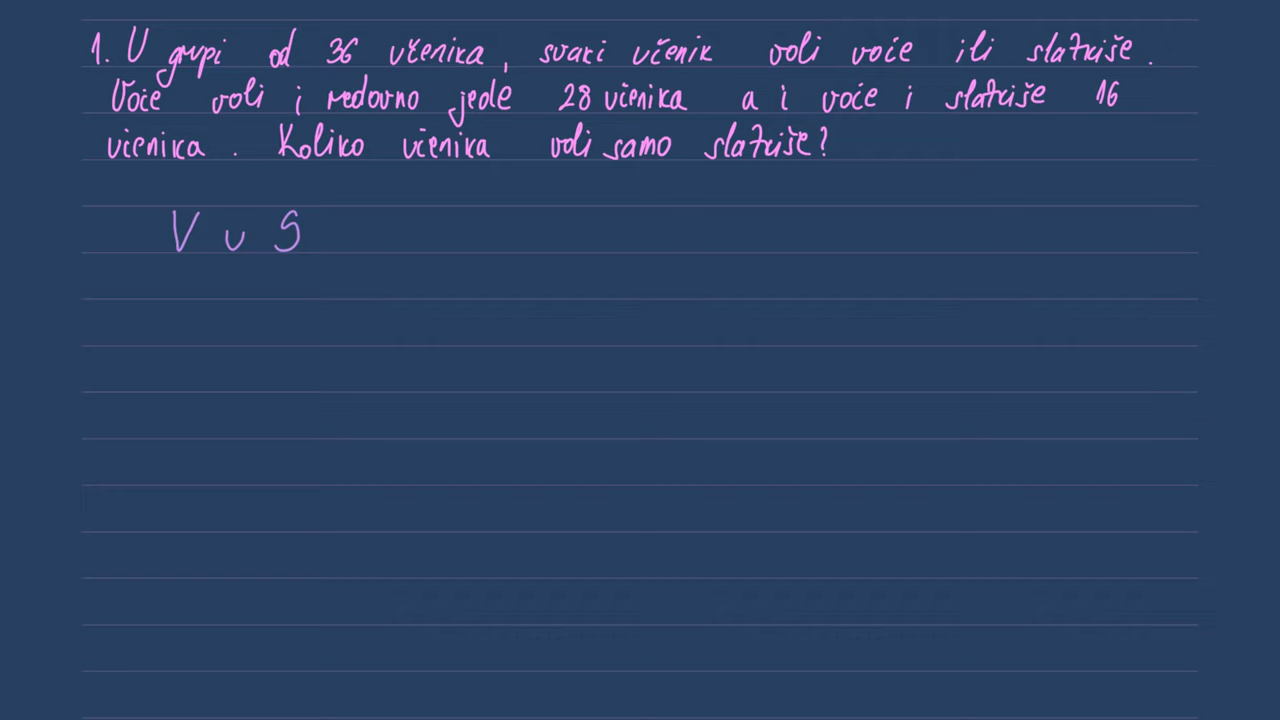 1. U grupi od 36 učenika, svaki učenik voli voće ili slatkiše.
Voće voli i redovno jede 28 učenika a i voće i slatkiše 16
učenika. Koliko učenika voli samo slatkiše?
V ∪ S